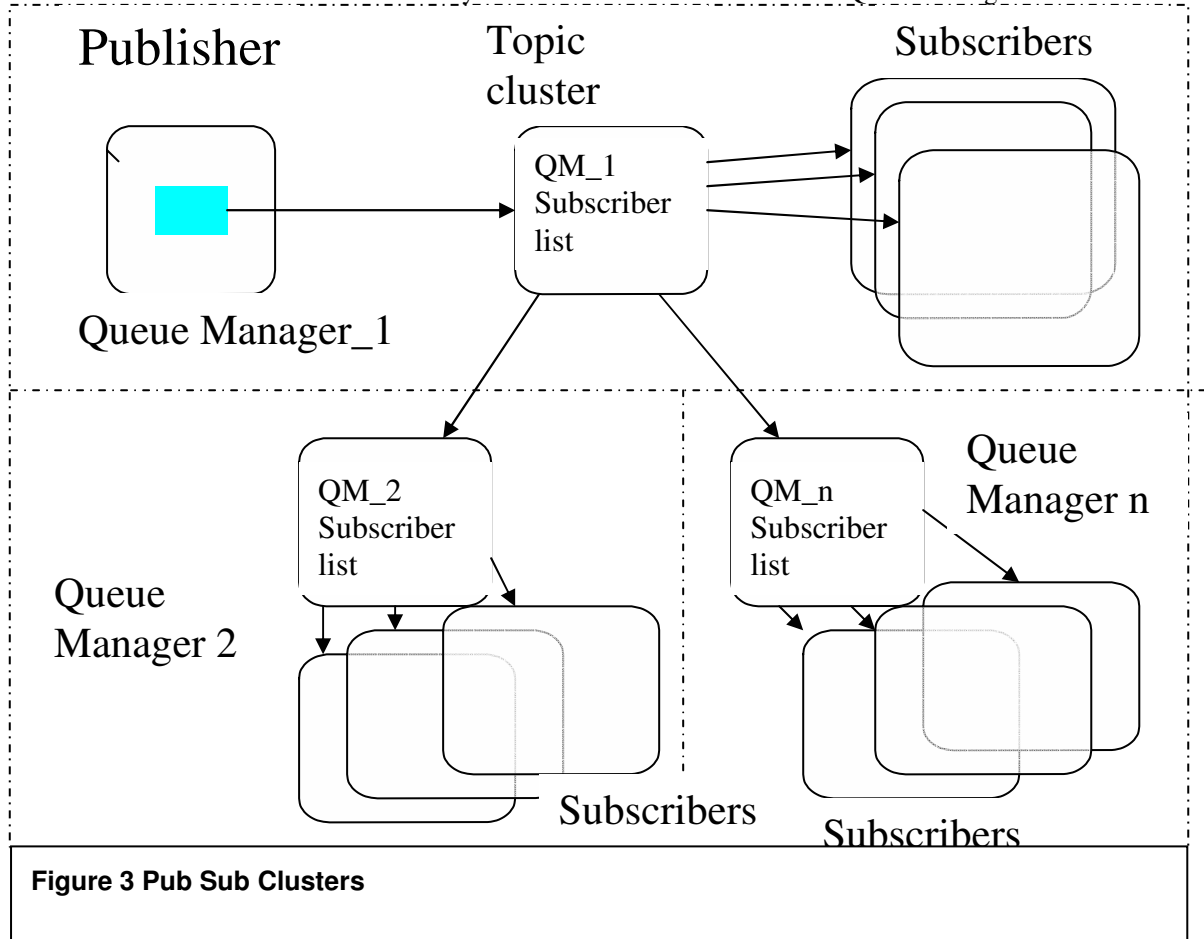 Publisher
Topic
cluster
Subscribers
QM_1
Subscriber
list
Queue Manager_1
QM_2
Subscriber
list
Queue
Manager 2
Subscribers
QM_n
Subscriber
list
Queue
Manager n
Subscribers
Figure 3 Pub Sub Clusters